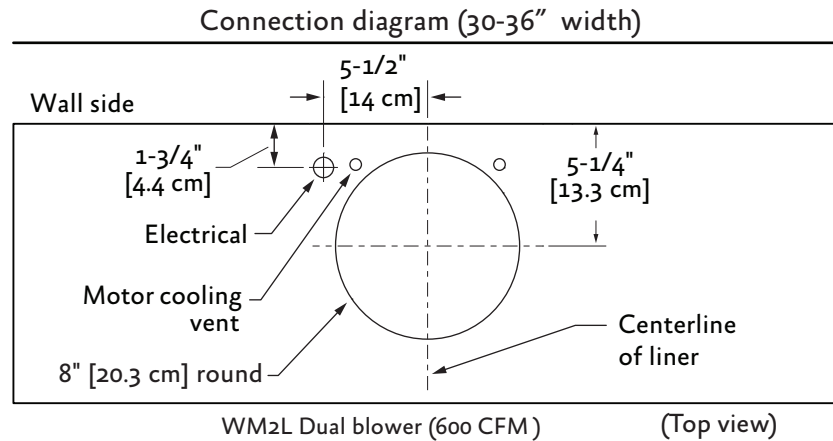 Connection diagram (30-36” width)
5-1/2"
[14 cm]
Wall side
1-3/4"
[4.4 cm]
5-1/4"
[13.3 cm]
Electrical
Motor cooling
vent
Centerline
of liner
8" [20.3 cm] round
WM2L Dual blower (600 CFM )
(Top view)